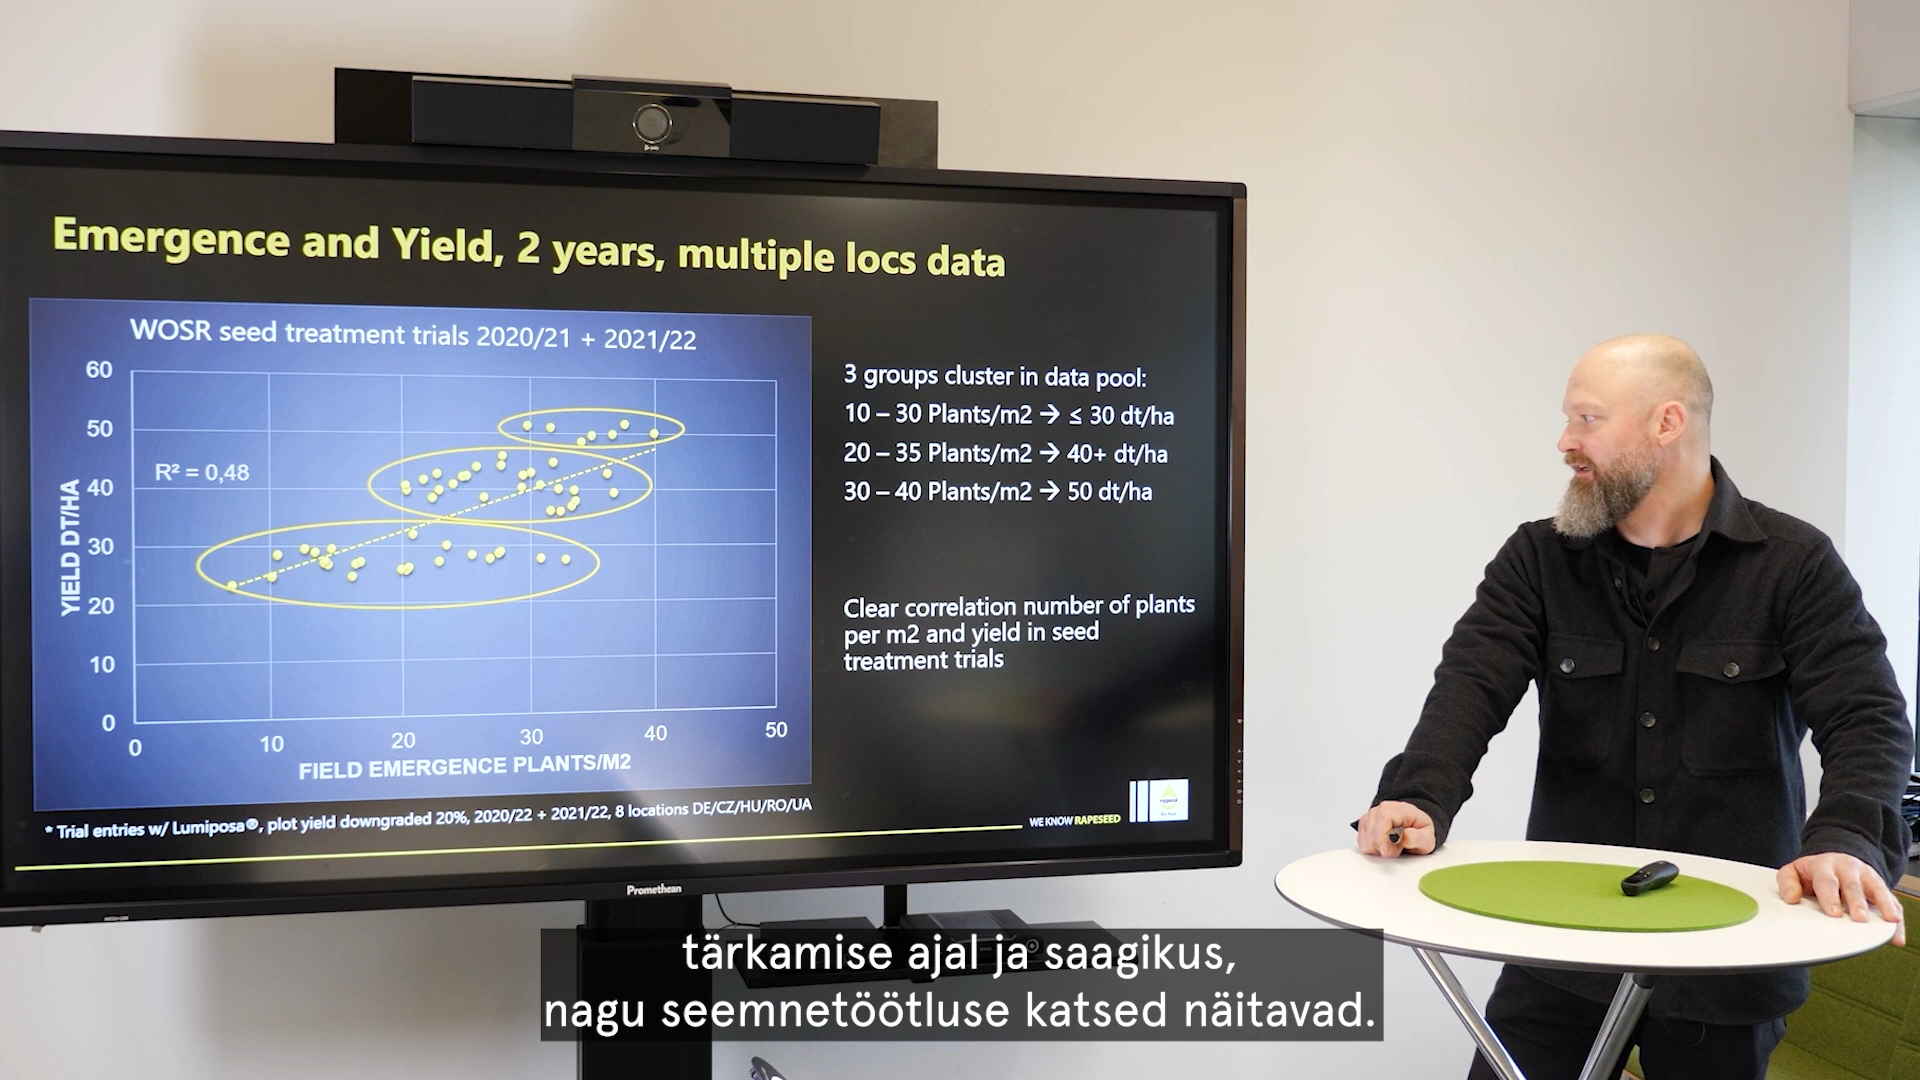 Poly
Emergence and Yield, 2 years, multiple locs data
WOSR seed treatment trials 2020/21 + 2021/22
60
50
40
30
20
10
0
YIELD DT/HA
R² = 0,48
0
10
20
30
40
50
FIELD EMERGENCE PLANTS/M2
3 groups cluster in data pool:
10 – 30 Plants/m2 → ≤ 30 dt/ha
20 – 35 Plants/m2 → 40+ dt/ha
30 – 40 Plants/m2 → 50 dt/ha
Clear correlation number of plants
per m2 and yield in seed
treatment trials
* Trial entries w/ Lumiposa®, plot yield downgraded 20%, 2020/22 + 2021/22, 8 locations DE/CZ/HU/RO/UA
WE KNOW RAPESEED
rapool
Promethean
tärkamise ajal ja saagikus,
nagu seemnetöötluse katsed näitavad.